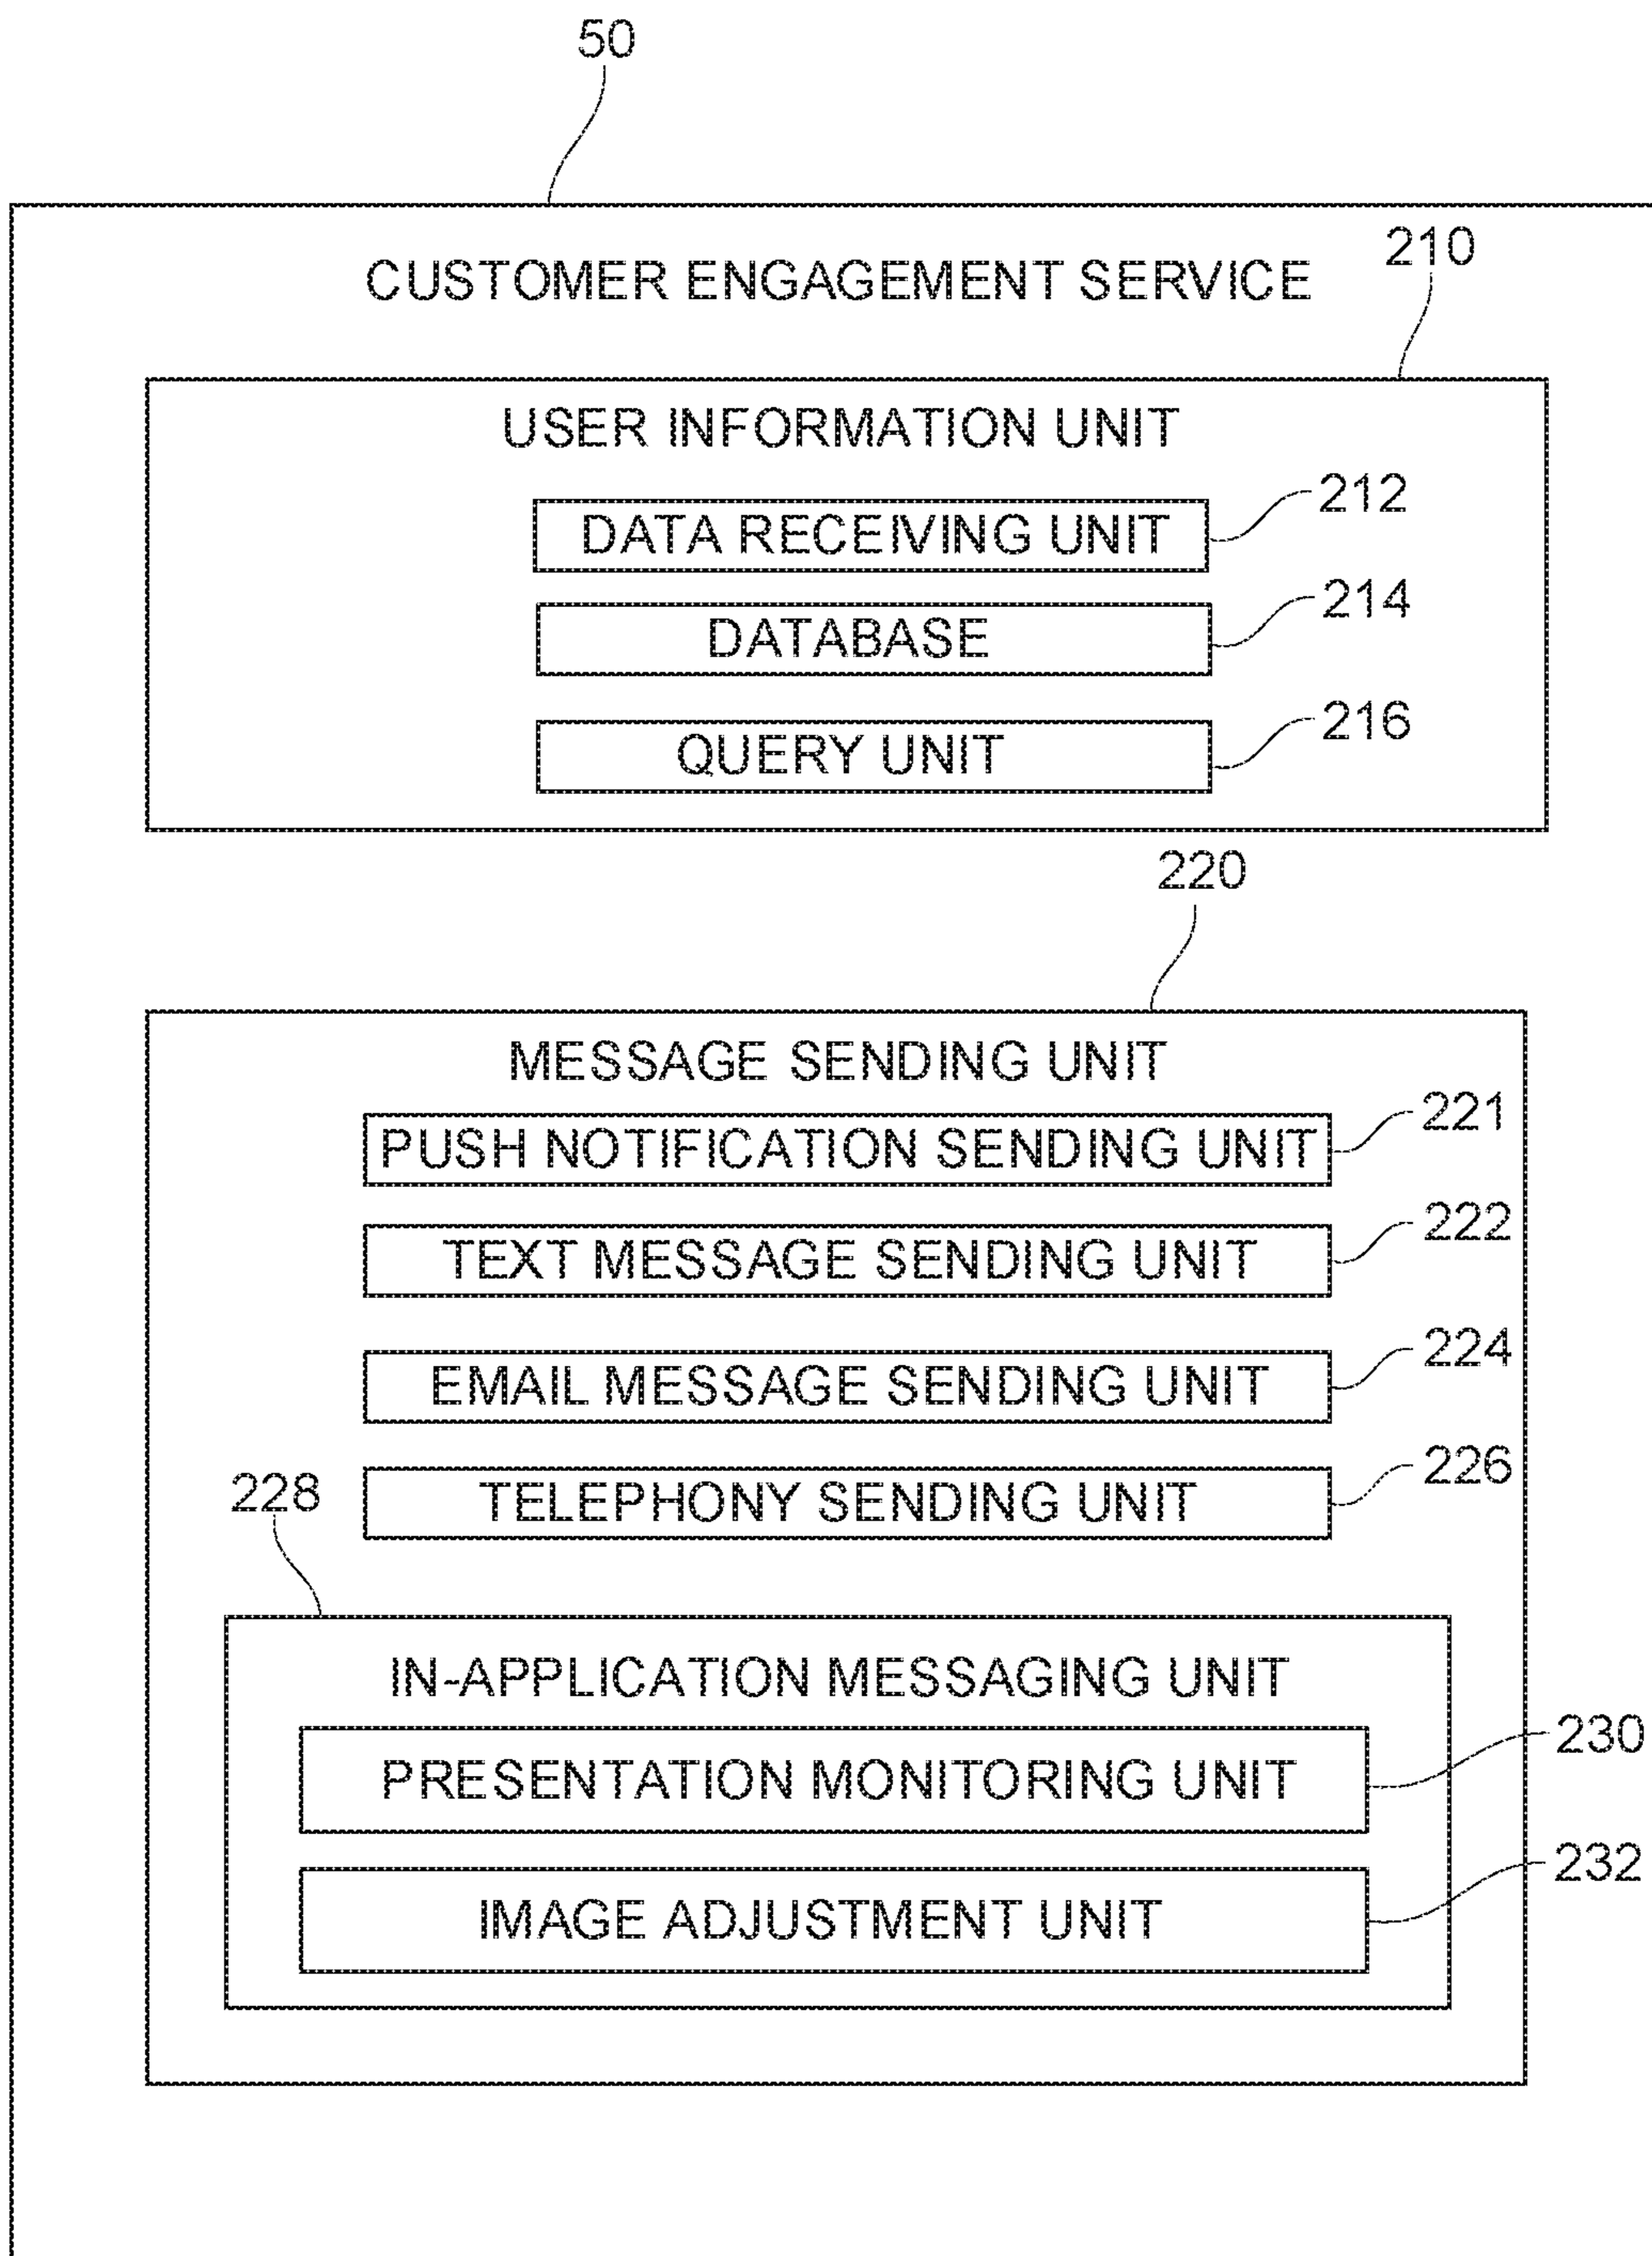 50
CUSTOMER ENGAGEMENT SERVICE
210
USER INFORMATION UNIT
DATA RECEIVING UNIT
212
DATABASE
214
QUERY UNIT
216
220
MESSAGE SENDING UNIT
PUSH NOTIFICATION SENDING UNIT
221
TEXT MESSAGE SENDING UNIT
222
EMAIL MESSAGE SENDING UNIT
224
TELEPHONY SENDING UNIT
226
228
IN-APPLICATION MESSAGING UNIT
PRESENTATION MONITORING UNIT
230
IMAGE ADJUSTMENT UNIT
232